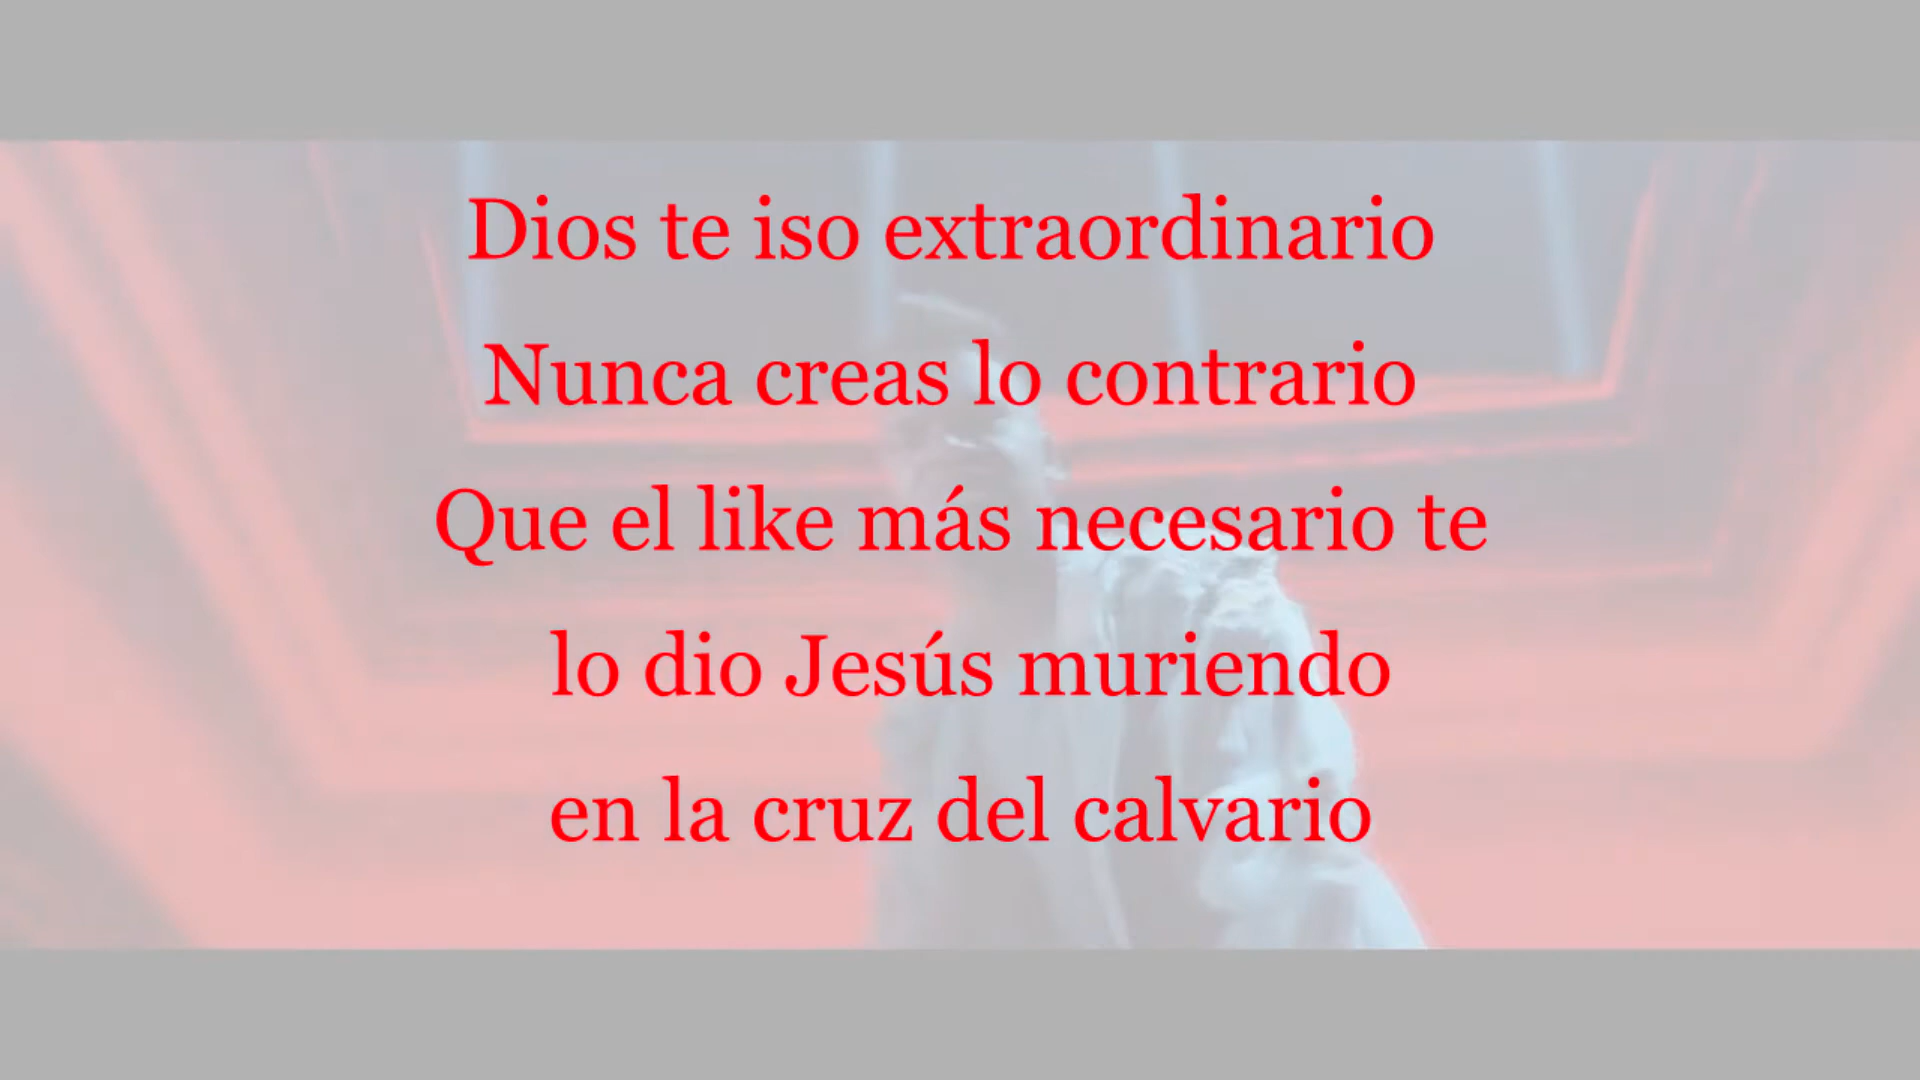 Dios te iso extraordinario
Nunca creas lo contrario
Que el like más necesario te
lo dio Jesús muriendo
en la cruz del calvario